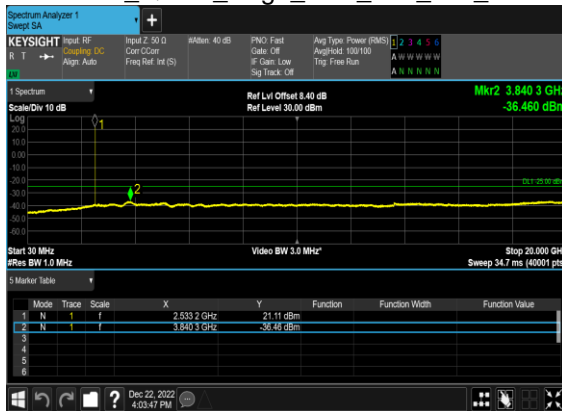 Spectrum Analyzer 1
Swept SA
KEYSIGHT Input: RF Input Z: 50 Ω #Atten: 40 dB PNO: Fast Avg Type: Power (RMS) 1 2 3 4 5 6
R T Coupling: DC Corr CCorr Gate: Off Avg|Hold: 100/100 A W W W W W
Align: Auto Freq Ref: Int (S) IF Gain: Low Trig: Free Run
Sig Track: Off A N N N N N
1 Spectrum
Scale/Div 10 dB Ref Lvl Offset 8.40 dB Mkr2 3.840 3 GHz
Ref Level 30.00 dBm -36.460 dBm
Log
20.0
10.0
0.00
-10.0
-20.0
-30.0
-40.0
-50.0
-60.0
1
2
DL1 -25.00 dBm
Start 30 MHz Video BW 3.0 MHz* Stop 20.000 GHz
#Res BW 1.0 MHz Sweep 34.7 ms (40001 pts)
5 Marker Table
Mode Trace Scale X Y Function Function Width Function Value
1 N 1 f 2.533 2 GHz 21.11 dBm
2 N 1 f 3.840 3 GHz -36.46 dBm
3
4
5
6
? Dec 22, 2022
4:03:47 PM